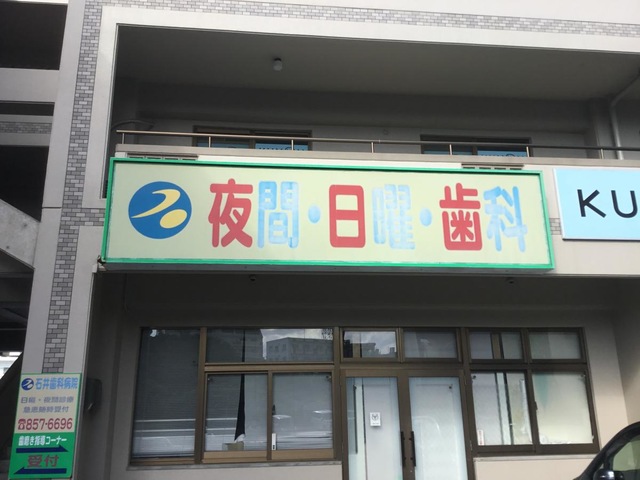 夜間・日曜・歯科
KU
石井歯科病院
日曜・夜間診療
急患随時受付
☎857-6696
歯磨き指導コーナー
受付